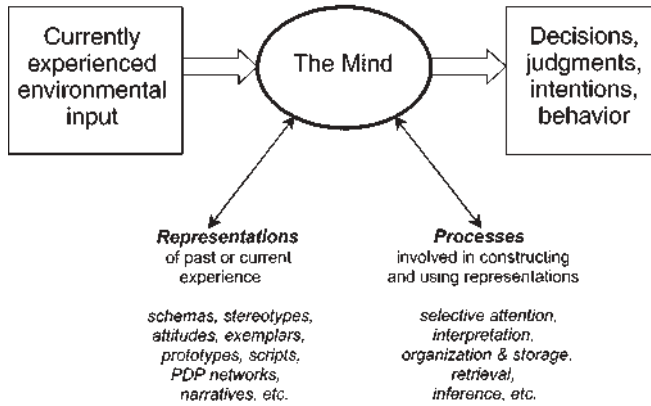 Currently
experienced
environmental
input
The Mind
Decisions,
judgments,
intentions,
behavior
Representations
of past or current
experience
schemas, stereotypes,
attitudes, exemplars,
prototypes, scripts,
PDP networks,
narratives, etc.
Processes
involved in constructing
and using representations
selective attention,
interpretation,
organization & storage,
retrieval,
inference, etc.